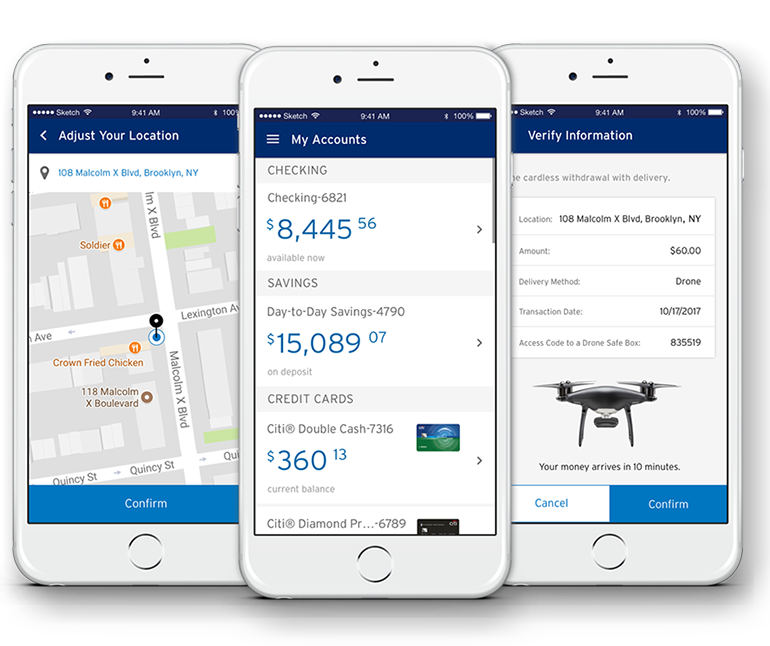 Sketch 9:41 AM 100%
Adjust Your Location
108 Malcolm X Blvd, Brooklyn, NY
m X Blvd
Soldier
Lexington Av
n Ave
Crown Fried Chicken
118 Malcolm
X Boulevard
Malcolm X Blvd
Quincy St
Quincy St
Qui
Confirm
Sketch 9:41 AM 100%
My Accounts
CHECKING
Checking-6821
$8,445 56
available now
SAVINGS
Day-to-Day Savings-4790
$15,089 07
on deposit
CREDIT CARDS
Citi® Double Cash-7316
citi
$360 13
current balance
Citi® Diamond Pr...-6789
citi
Sketch 9:41 AM 100%
Verify Information
e cardless withdrawal with delivery.
Location: 108 Malcolm X Blvd, Brooklyn, NY
Amount: $60.00
Delivery Method: Drone
Transaction Date: 10/17/2017
Access Code to a Drone Safe Box: 835519
Your money arrives in 10 minutes.
Cancel Confirm